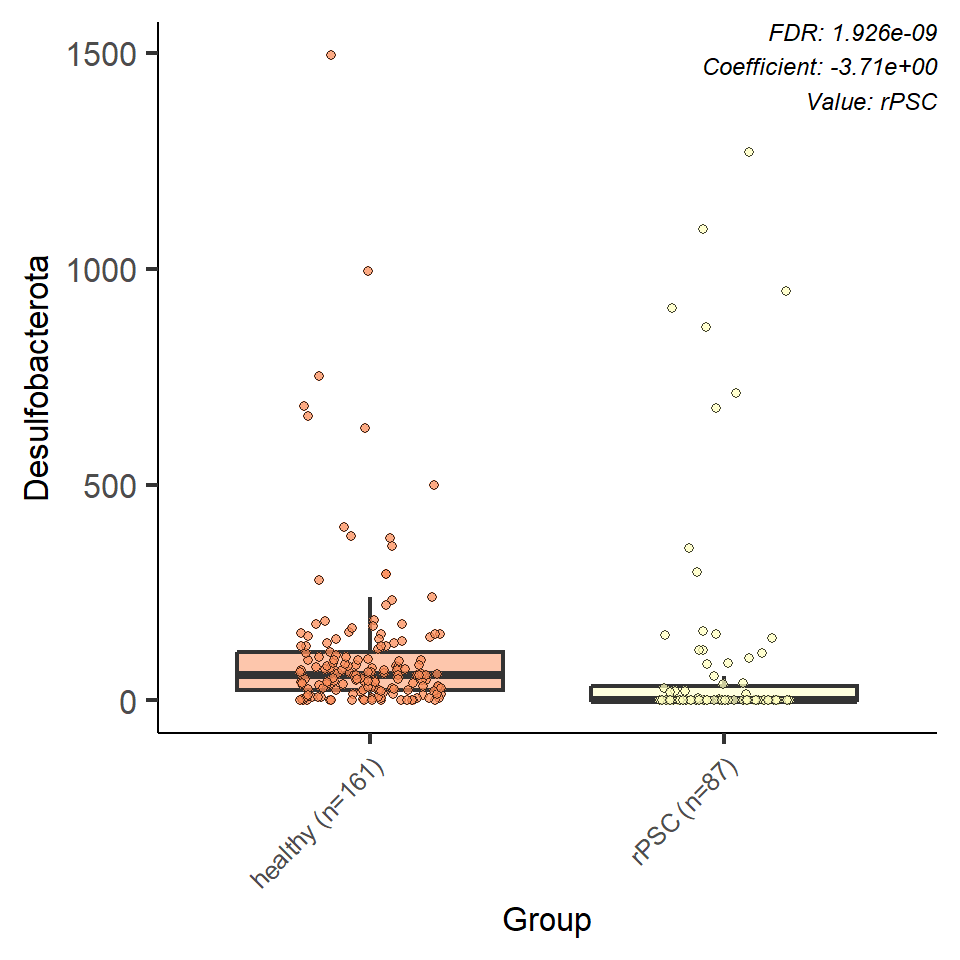 FDR: 1.926e-09
Coefficient: -3.71e+00
Value: rPSC
1500
1000
500
0
Desulfobacterota
healthy (n=161)
rPSC (n=87)
Group